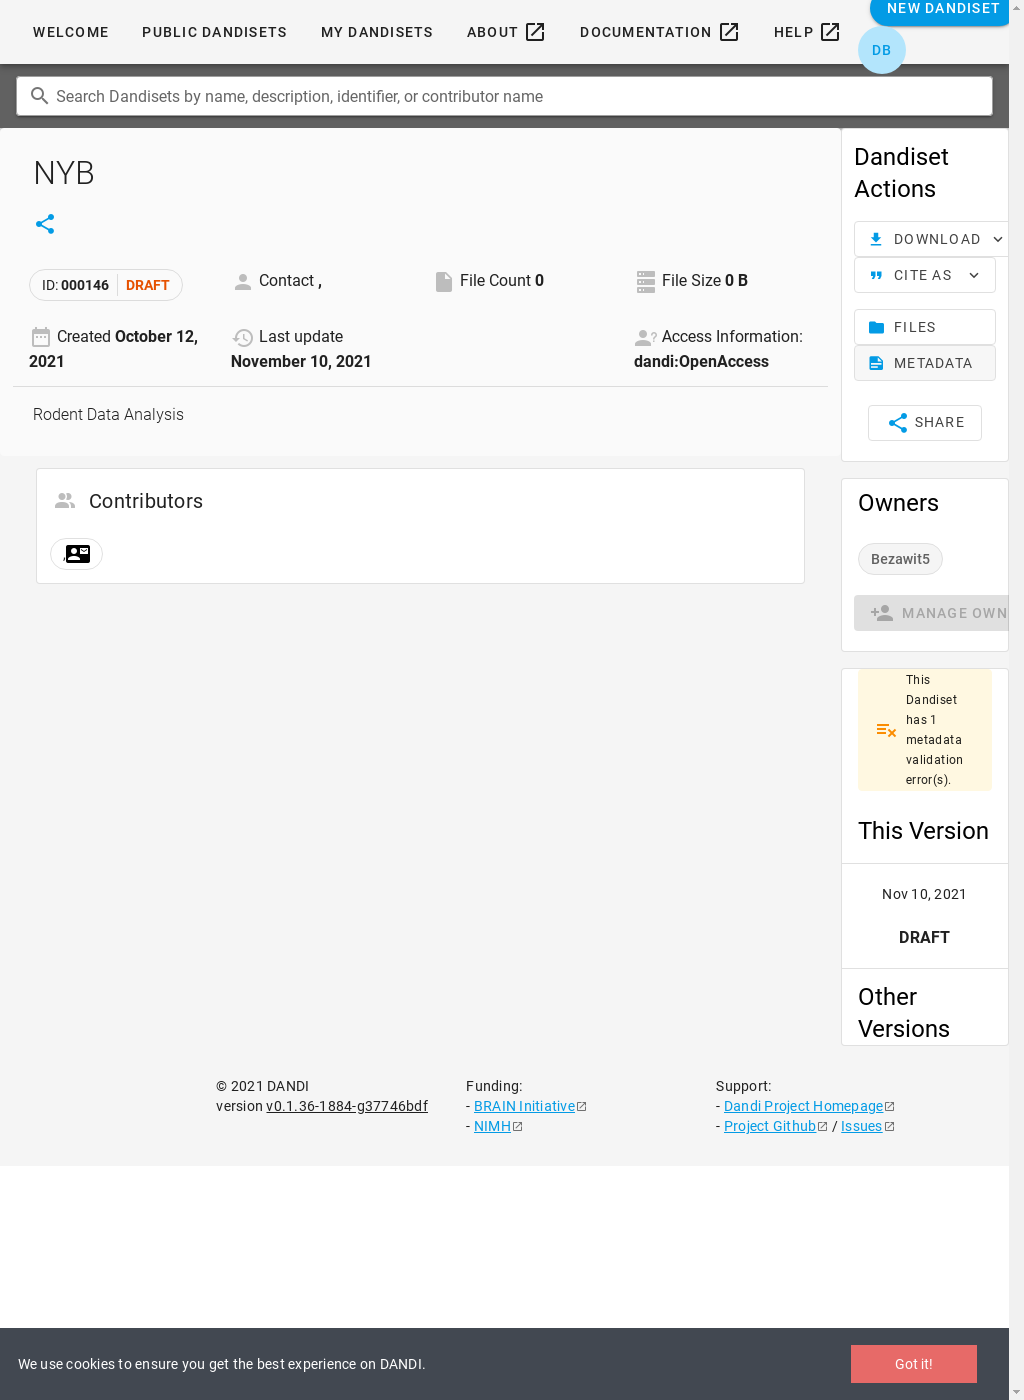 WELCOME
PUBLIC DANDISETS
MY DANDISETS
ABOUT
DOCUMENTATION
HELP
NEW DANDISET
DB
Search Dandisets by name, description, identifier, or contributor name
NYB
ID: 000146 DRAFT
Contact ,
File Count 0
File Size 0 B
Created October 12,
2021
Last update
November 10, 2021
Access Information:
dandi:OpenAccess
Rodent Data Analysis
Contributors
,
Dandiset
Actions
DOWNLOAD
CITE AS
FILES
METADATA
SHARE
Owners
Bezawit5
MANAGE OWN
This
Dandiset
has 1
metadata
validation
error(s).
This Version
Nov 10, 2021
DRAFT
Other
Versions
© 2021 DANDI
version v0.1.36-1884-g37746bdf
Funding:
- BRAIN Initiative
- NIMH
Support:
- Dandi Project Homepage
- Project Github / Issues
We use cookies to ensure you get the best experience on DANDI.
Got it!